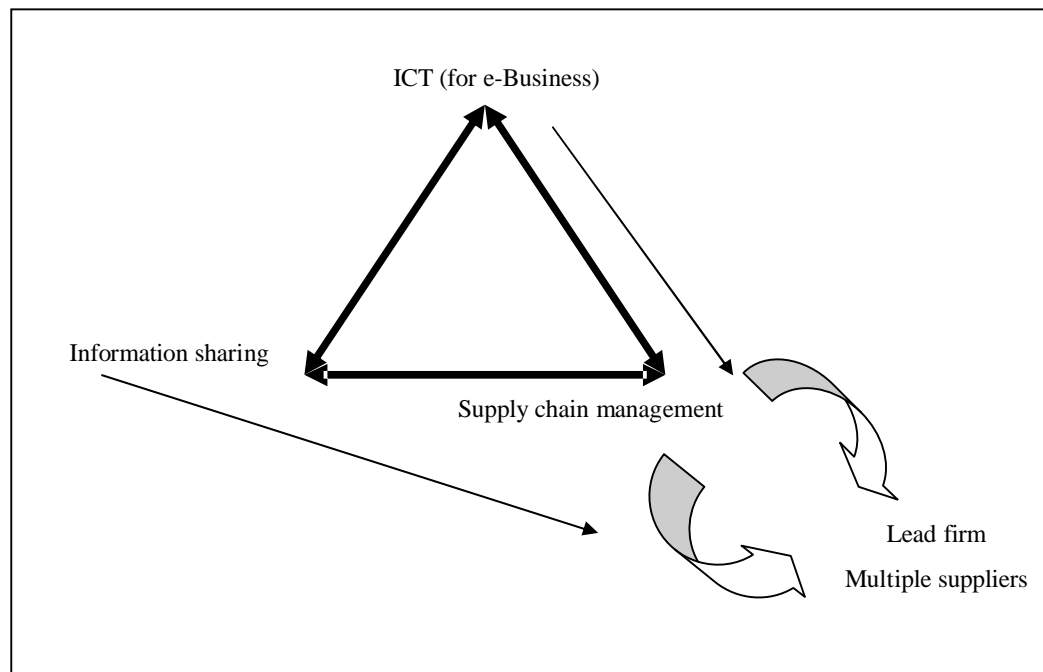 ICT (for e-Business)
Information sharing
Supply chain management
Lead firm
Multiple suppliers